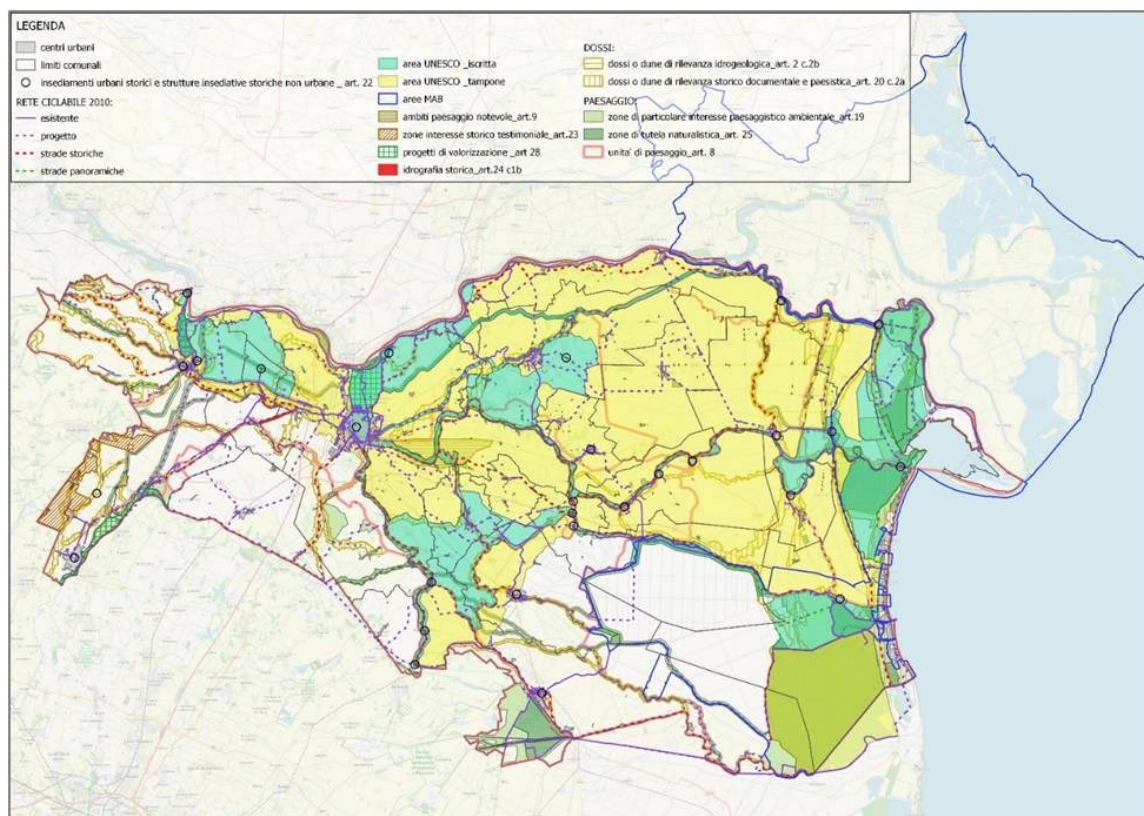 LEGENDA
centri urbani
limiti comunali
insediamenti urbani storici e strutture insediative storiche non urbane _ art. 22
RETE CICLABILE 2010:
esistente
progetto
strade storiche
strade panoramiche
area UNESCO _iscritta
area UNESCO _tampone
aree MAB
ambiti paesaggio notevole_art.9
zone interesse storico testimoniale_art.23
progetti di valorizzazione _art 28
idrografia storica_art.24 c1b
DOSSI:
dossi o dune di rilevanza idrogeologica_art. 2 c.2b
dossi o dune di rilevanza storico documentale e paesistica_art. 20 c.2a
PAESAGGIO:
zone di particolare interesse paesaggistico ambientale_art.19
zone di tutela naturalistica_art. 25
unita' di paesaggio_art. 8